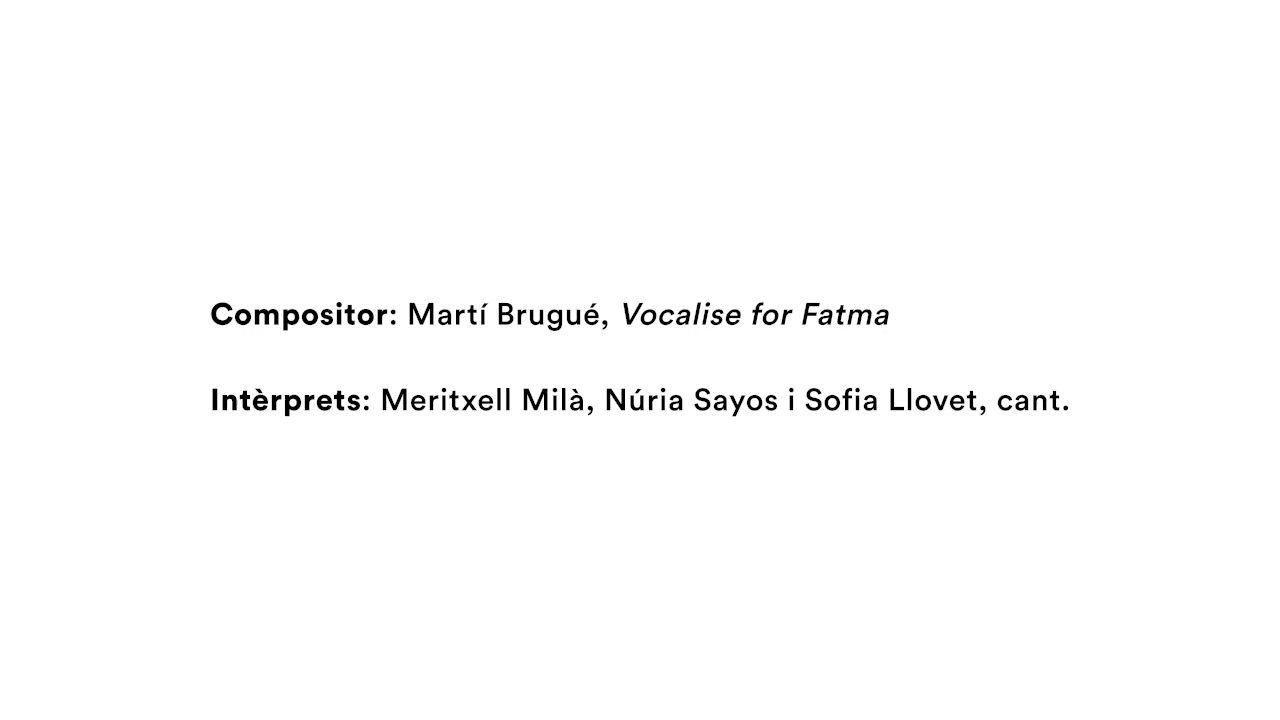 Compositor: Martí Brugué, Vocalise for Fatma
Intèrprets: Meritxell Milà, Núria Sayos i Sofia Llovet, cant.